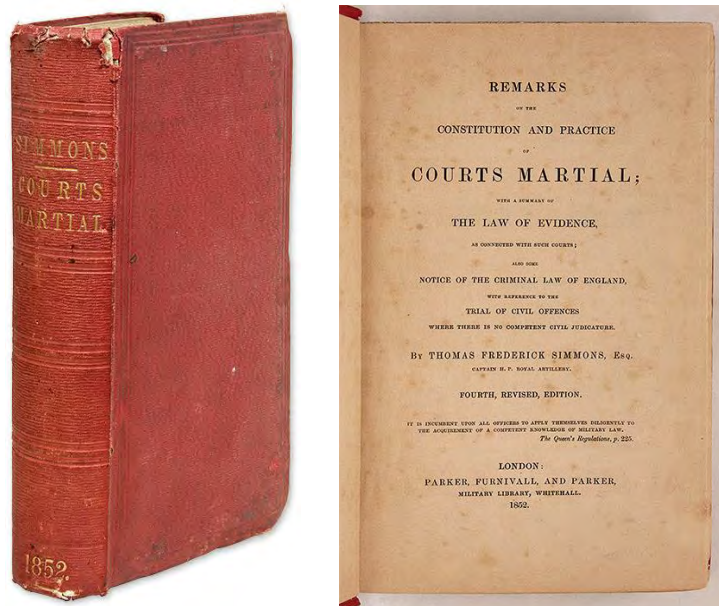 SIMMONS
COURTS
MARTIAL
1852.
REMARKS
ON THE
CONSTITUTION AND PRACTICE
OF
COURTS MARTIAL;
WITH A SUMMARY OF
THE LAW OF EVIDENCE,
AS CONNECTED WITH SUCH COURTS;
ALSO SOME
NOTICE OF THE CRIMINAL LAW OF ENGLAND,
WITH REFERENCE TO THE
TRIAL OF CIVIL OFFENCES
WHERE THERE IS NO COMPETENT CIVIL JUDICATURE.
BY THOMAS FREDERICK SIMMONS, ESQ.
CAPTAIN H. P. ROYAL ARTILLERY.
FOURTH, REVISED, EDITION.
IT IS INCUMBENT UPON ALL OFFICERS TO APPLY THEMSELVES DILIGENTLY TO
THE ACQUIREMENT OF A COMPETENT KNOWLEDGE OF MILITARY LAW.
The Queen's Regulations, p. 225.
LONDON:
PARKER, FURNIVALL, AND PARKER,
MILITARY LIBRARY, WHITEHALL.
1852.